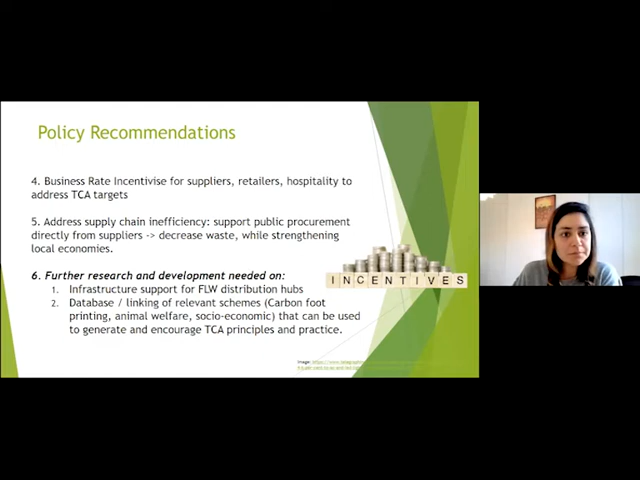 Policy Recommendations
4. Business Rate Incentivise for suppliers, retailers, hospitality to
address TCA targets
5. Address supply chain inefficiency: support public procurement
directly from suppliers -> decrease waste, while strengthening
local economies.
6. Further research and development needed on:
1. Infrastructure support for FLW distribution hubs
2. Database / linking of relevant schemes (Carbon foot
printing, animal welfare, socio-economic) that can be used
to generate and encourage TCA principles and practice.
INCENTIVES
Image: